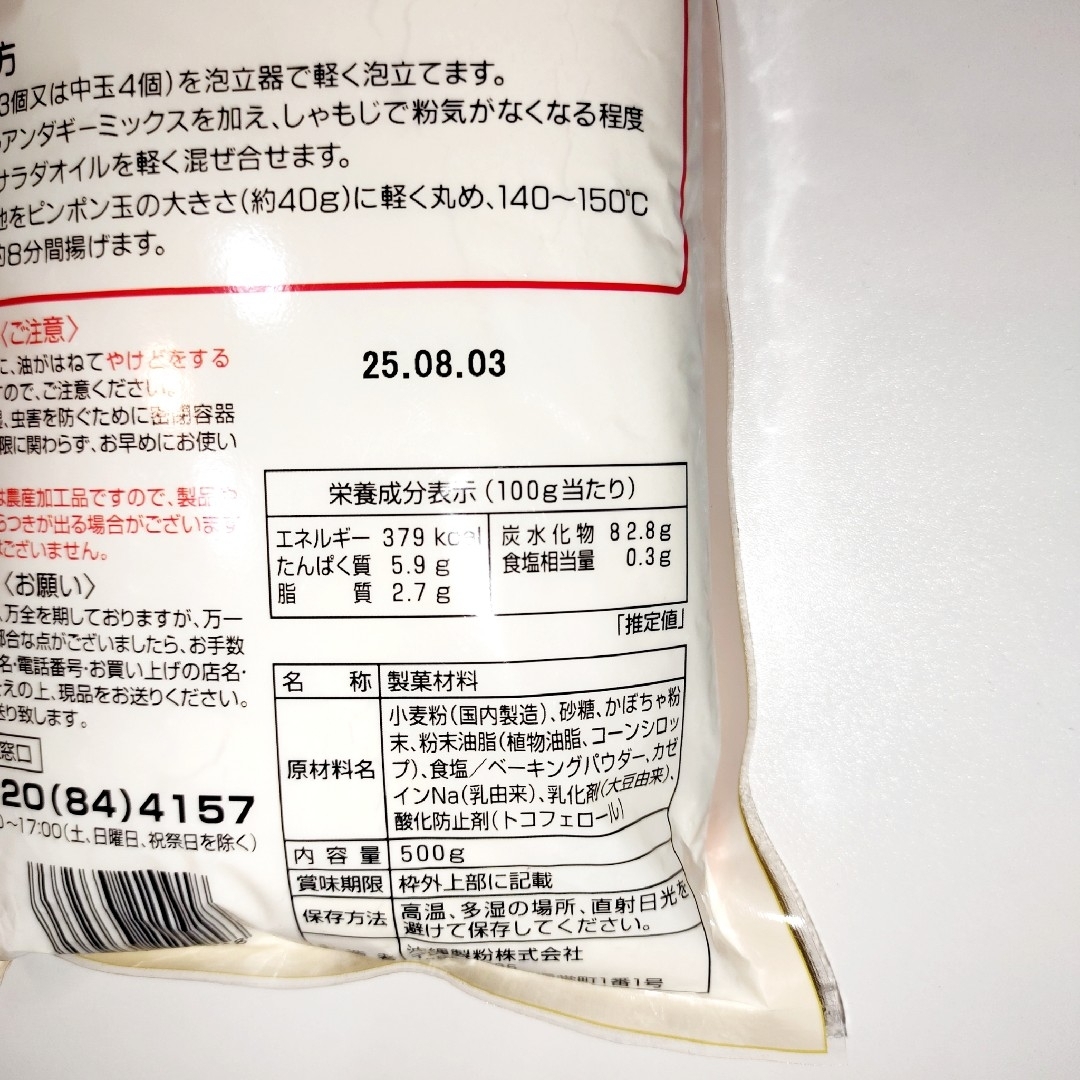 方
3個又は中玉4個)を泡立器で軽く泡立てます。
アンダギーミックスを加え、しゃもじで粉気がなくなる程度
サラダオイルを軽く混ぜ合せます。
地をピンポン玉の大きさ(約40g)に軽く丸め、140〜150℃
約8分間揚げます。
〈ご注意〉
に、油がはねてやけどをする
すので、ご注意ください。
、虫害を防ぐために密閉容器
限に関わらず、お早めにお使い
は農産加工品ですので、製品や
らつきが出る場合がございます
はございません。
〈お願い〉
、万全を期しておりますが、万一
都合な点がございましたら、お手数
名・電話番号・お買い上げの店名・
えの上、現品をお送りください。
送り致します。
窓口
20(84)4157
0〜17:00(土、日曜日、祝祭日を除く)
25.08.03
栄養成分表示(100g当たり)
エネルギー 379 kcal 炭水化物 82.8g
たんぱく質 5.9 g 食塩相当量 0.3g
脂質 2.7 g
「推定値」
名称 製菓材料
原材料名 小麦粉(国内製造)、砂糖、かぼちゃ粉
末、粉末油脂(植物油脂、コーンシロッ
プ)、食塩/ベーキングパウダー、カゼ
インNa(乳由来)、乳化剤(大豆由来)、
酸化防止剤(トコフェロール)
内容量 500g
賞味期限 枠外上部に記載
保存方法 高温、多湿の場所、直射日光を
避けて保存してください。
沖縄製粉株式会社
町1番1号